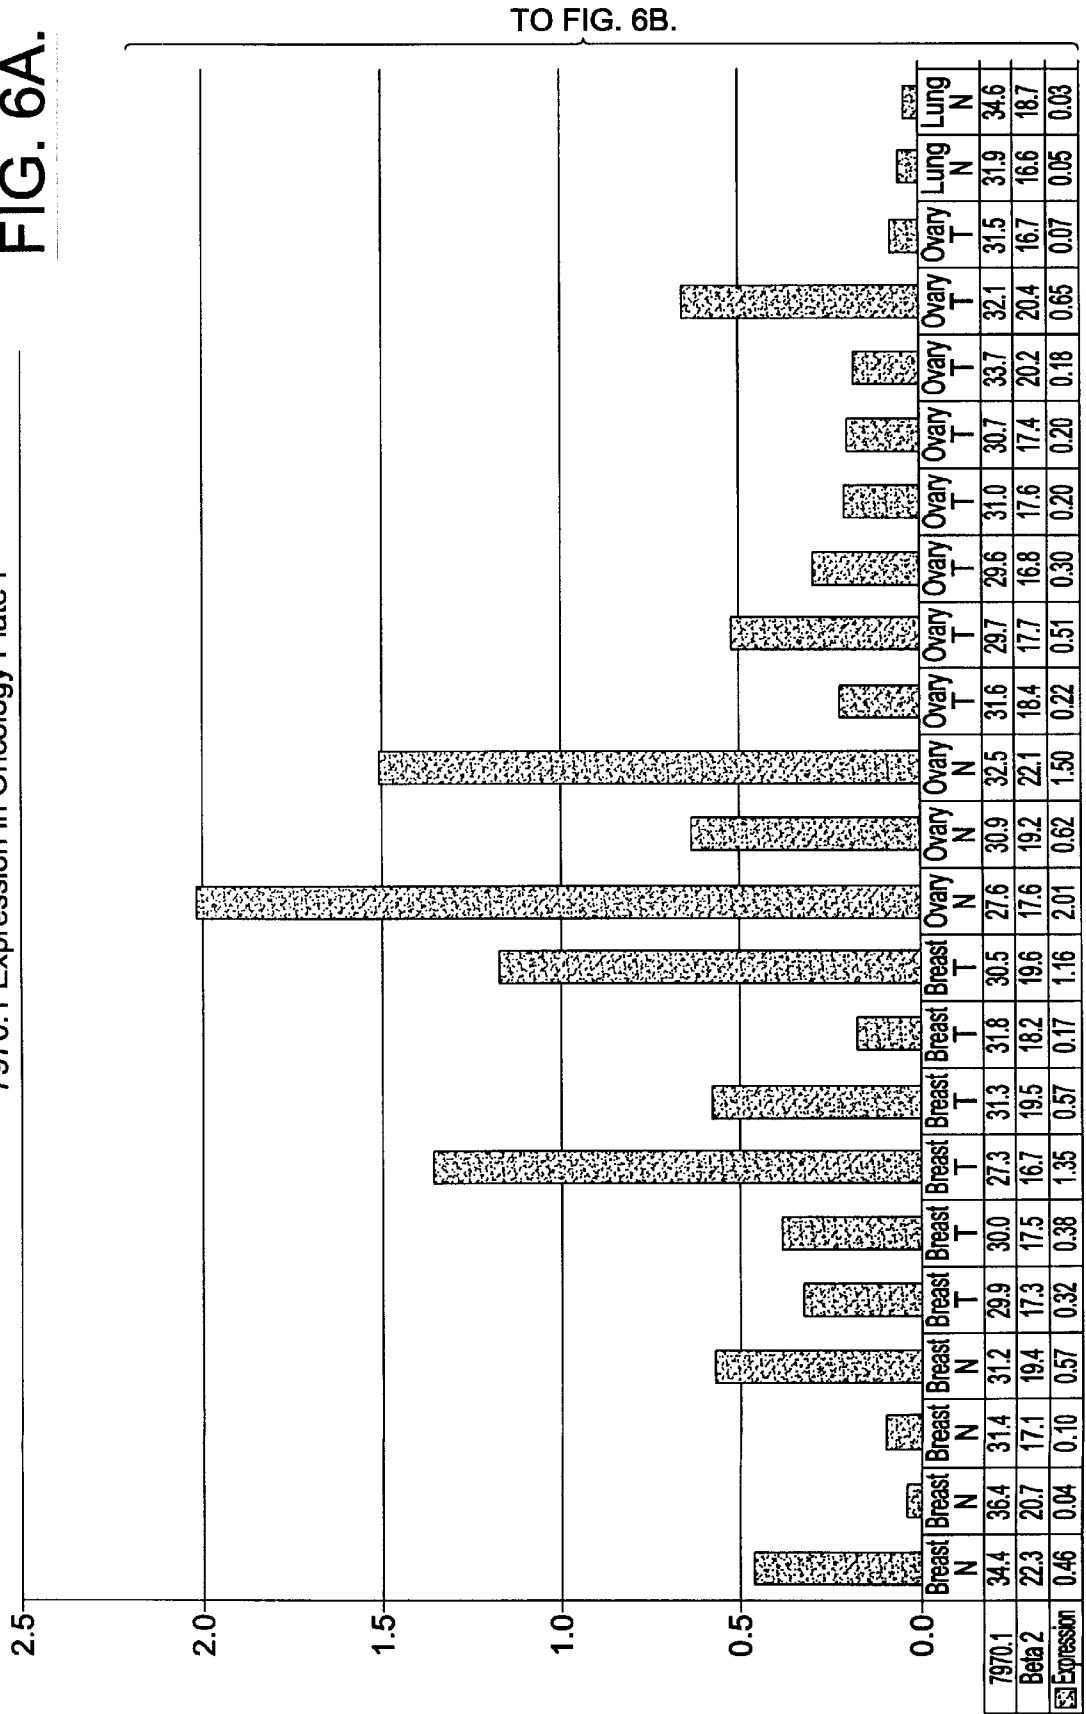 FIG. 6A.
7970.1 Expression in Oncology Plate I
TO FIG. 6B.
2.5
2.0
1.5
1.0
0.5
0.0
Breast Breast Breast Breast Breast Breast Breast Breast Breast Breast Ovary Ovary Ovary Ovary Ovary Ovary Ovary Ovary Ovary Ovary Ovary Lung Lung
N N N N T T T T T T N N N T T T T T T T T N N
7970.1 34.4 36.4 31.4 31.2 29.9 30.0 27.3 31.3 31.8 30.5 27.6 30.9 32.5 31.6 29.7 29.6 31.0 30.7 33.7 32.1 31.5 31.9 34.6
Beta 2 22.3 20.7 17.1 19.4 17.3 17.5 16.7 19.5 18.2 19.6 17.6 19.2 22.1 18.4 17.7 16.8 17.6 17.4 20.2 20.4 16.7 16.6 18.7
Expression 0.46 0.04 0.10 0.57 0.32 0.38 1.35 0.57 0.17 1.16 2.01 0.62 1.50 0.22 0.51 0.30 0.20 0.20 0.18 0.65 0.07 0.05 0.03